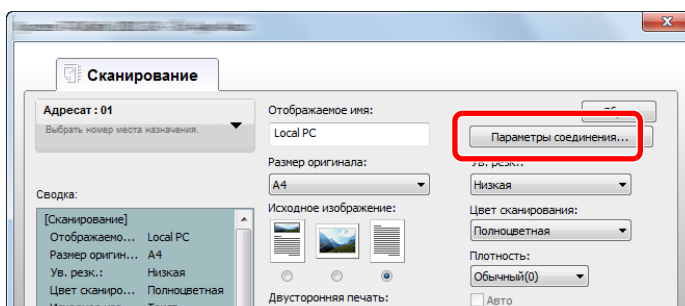 Сканирование
Адресат : 01
Выбрать номер места назначения.
Сводка:
[Сканирование]
Отображаемо... Local PC
Размер оригин... A4
Ув. резк.: Низкая
Цвет сканиро... Полноцветная
Отображаемое имя:
Local PC
Параметры соединения...
Размер оригинала:
A4
Ув. резк.:
Низкая
Исходное изображение:
Цвет сканирования:
Полноцветная
Плотность:
Обычный(0)
Двусторонняя печать:
Авто